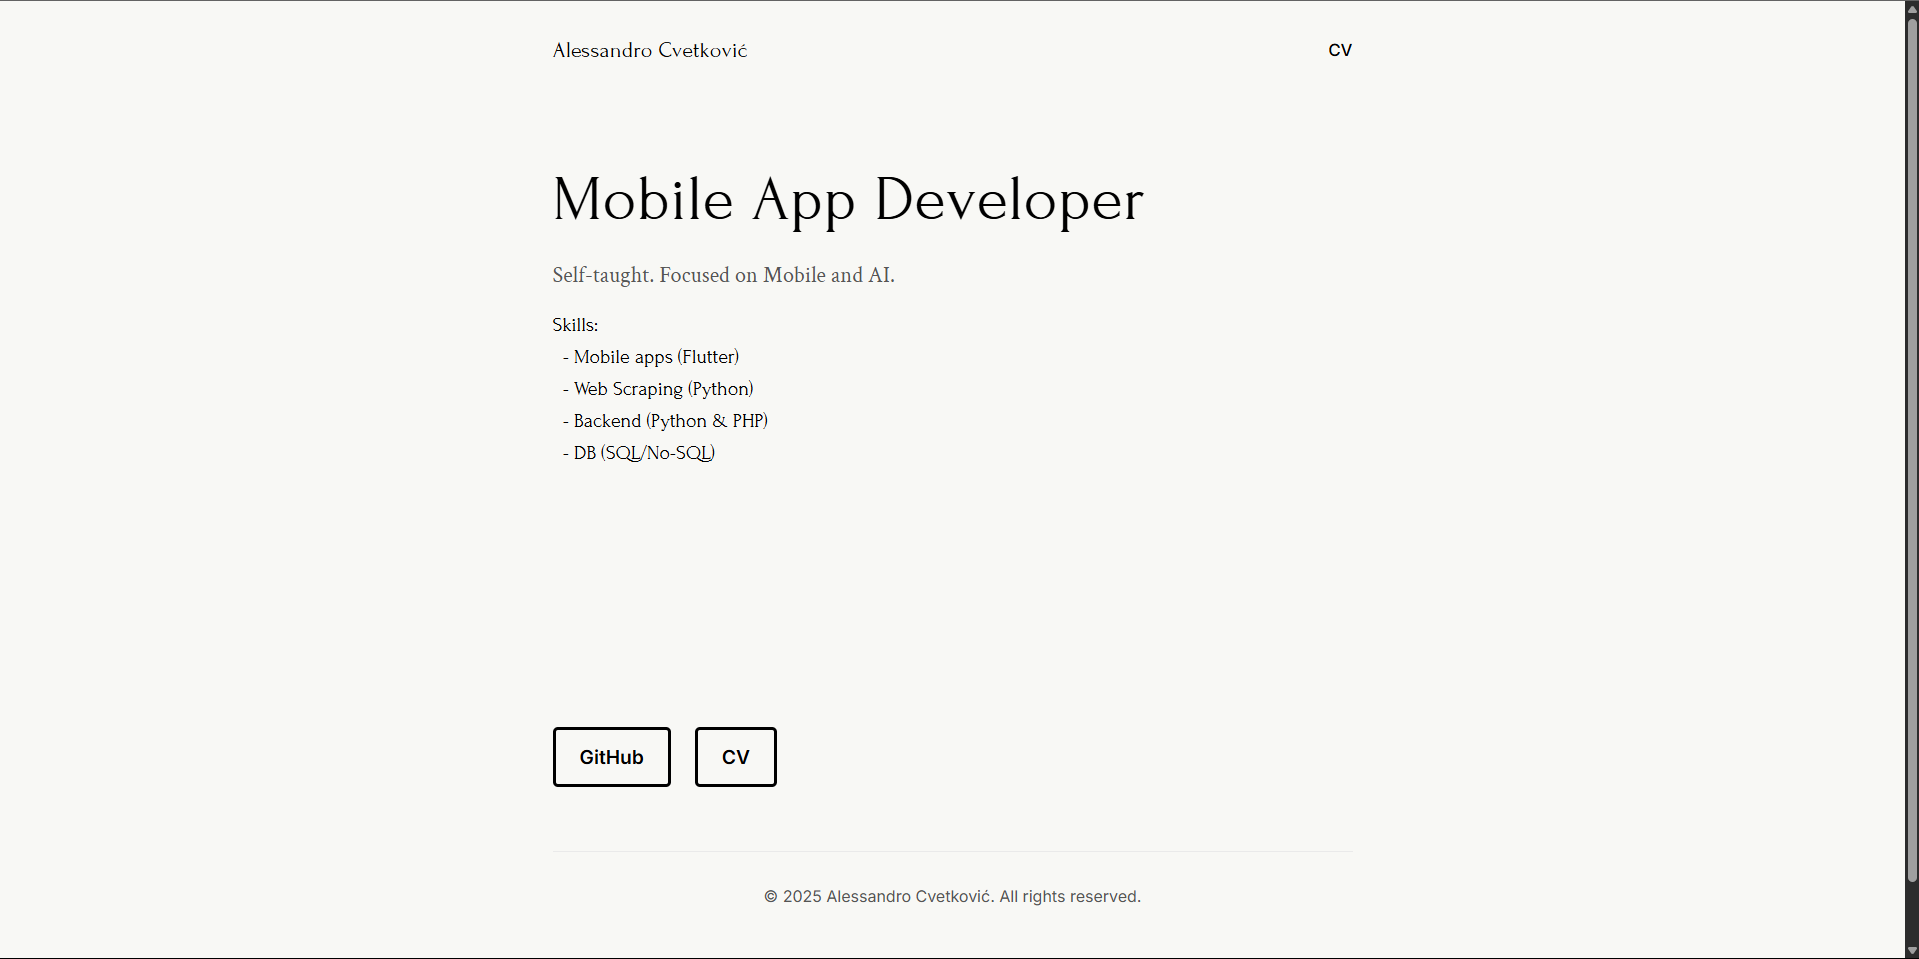 Alessandro Cvetković
CV
Mobile App Developer
Self-taught. Focused on Mobile and AI.
Skills:
- Mobile apps (Flutter)
- Web Scraping (Python)
- Backend (Python & PHP)
- DB (SQL/No-SQL)
GitHub
CV
© 2025 Alessandro Cvetković. All rights reserved.